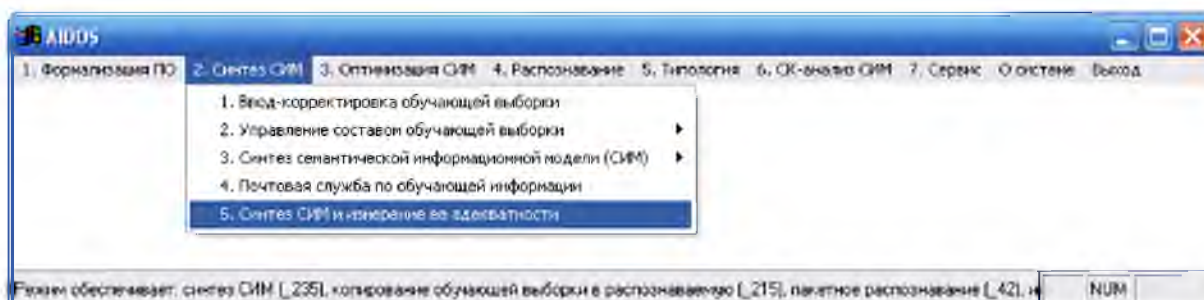 AIDOS
1. Формализация ПО 2. Синтез СИМ 3. Оптимизация СИМ 4. Распознавание 5. Типология 6. СК-анализ СИМ 7. Сервис О системе Выход
1. Ввод-корректировка обучающей выборки
2. Управление составом обучающей выборки
3. Синтез семантической информационной модели (СИМ)
4. Почтовая служба по обучающей информации
5. Синтез СИМ и измерение ее адекватности
Режим обеспечивает: синтез СИМ (_235), копирование обучающей выборки в распознаваемую (_215), пакетное распознавание (_42), и NUM